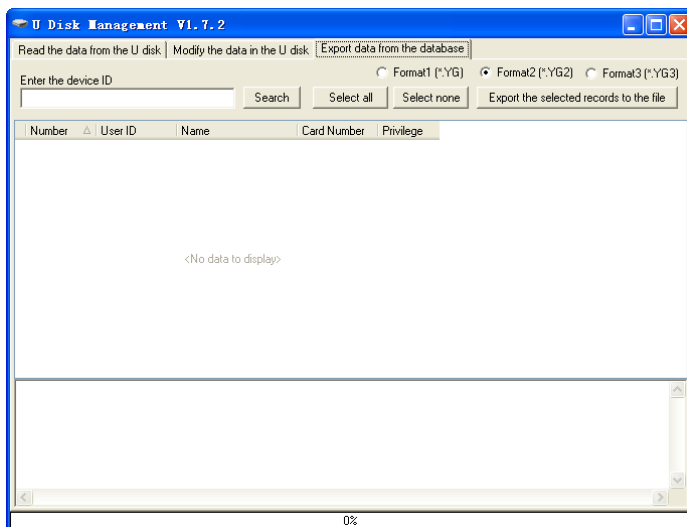 U Disk Management V1.7.2
Read the data from the U disk Modify the data in the U disk Export data from the database
Format1 (*.YG) Format2 (*.YG2) Format3 (*.YG3)
Enter the device ID
Search Select all Select none Export the selected records to the file
Number User ID Name Card Number Privilege
<No data to display>
0%